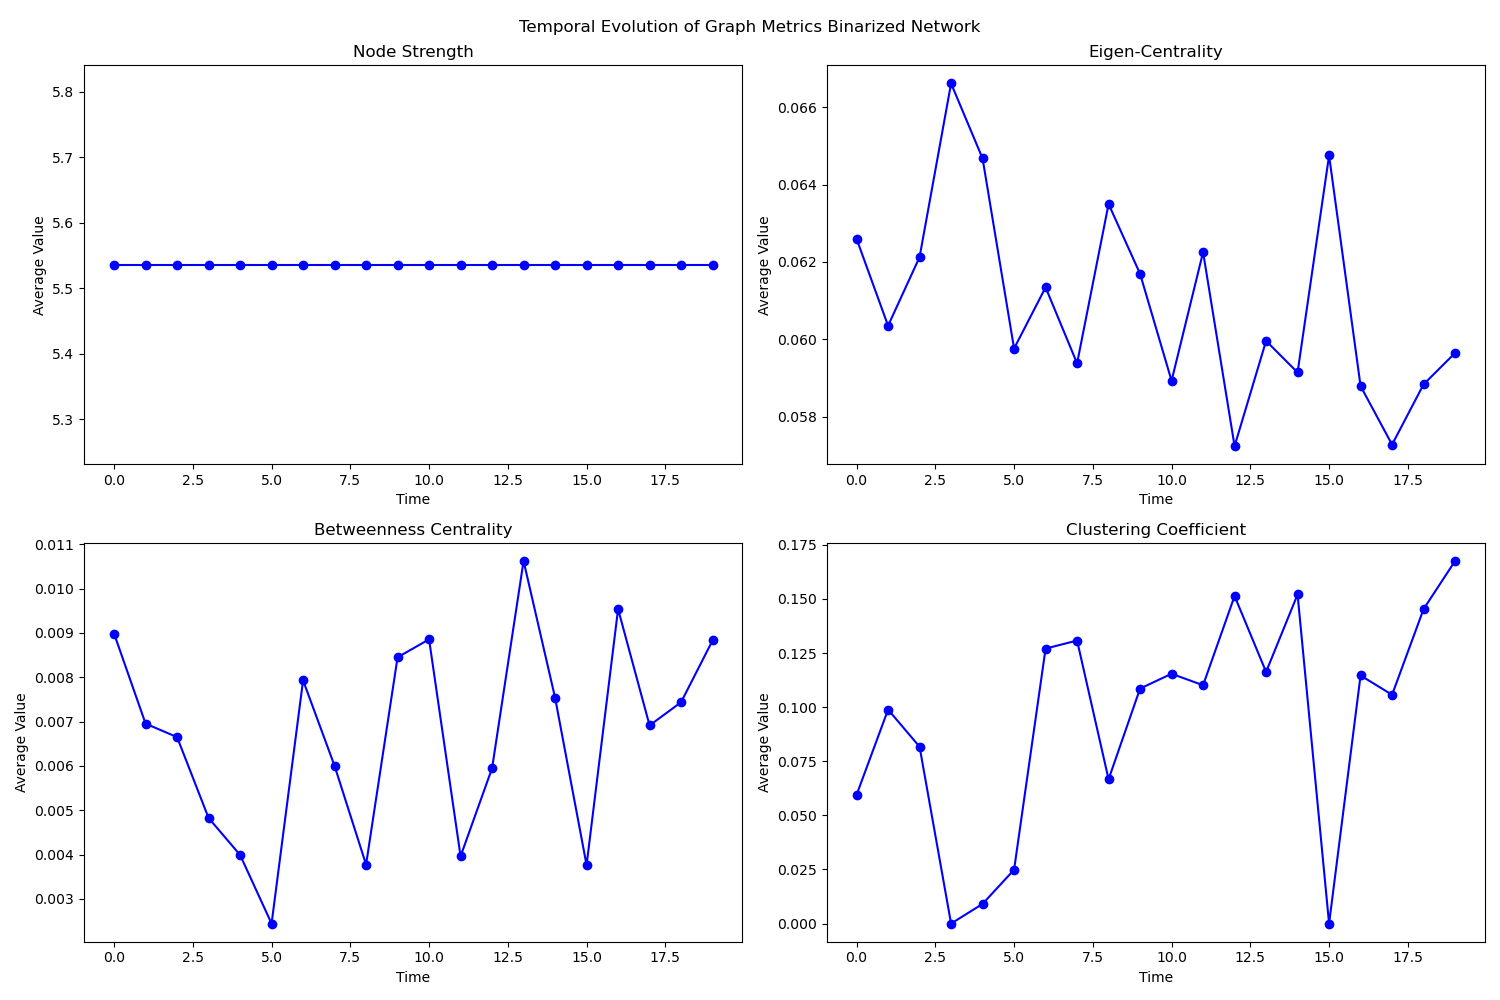 Temporal Evolution of Graph Metrics Binarized Network
Node Strength
Average Value
5.8
5.7
5.6
5.5
5.4
5.3
0.0 2.5 5.0 7.5 10.0 12.5 15.0 17.5
Time
Eigen-Centrality
Average Value
0.066
0.064
0.062
0.060
0.058
0.0 2.5 5.0 7.5 10.0 12.5 15.0 17.5
Time
Betweenness Centrality
Average Value
0.011
0.010
0.009
0.008
0.007
0.006
0.005
0.004
0.003
0.0 2.5 5.0 7.5 10.0 12.5 15.0 17.5
Time
Clustering Coefficient
Average Value
0.175
0.150
0.125
0.100
0.075
0.050
0.025
0.000
0.0 2.5 5.0 7.5 10.0 12.5 15.0 17.5
Time